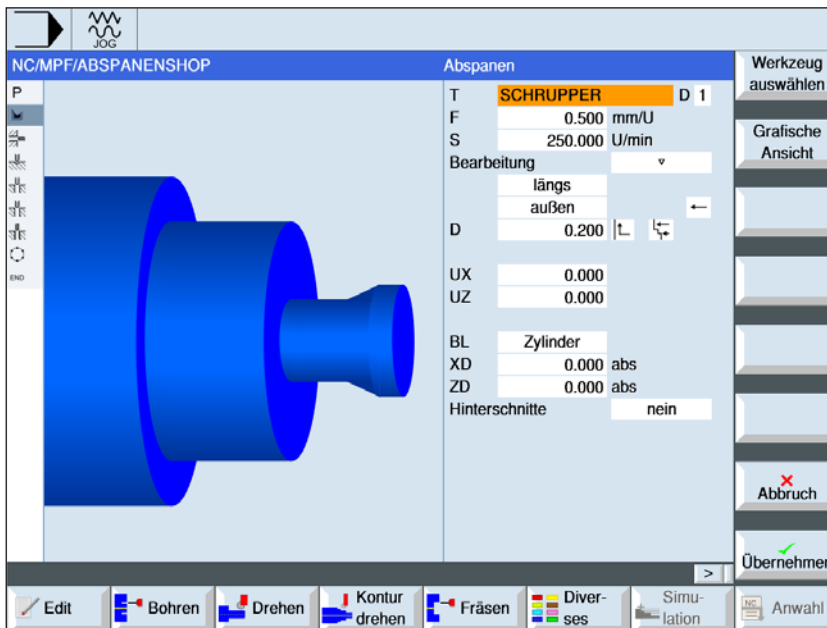 JOG
NC/MPF/ABSPANENSHOP
Abspanen
P
END
T SCHRUPPER D 1
F 0.500 mm/U
S 250.000 U/min
Bearbeitung ▿
längs
außen ←
D 0.200
UX 0.000
UZ 0.000
BL Zylinder
XD 0.000 abs
ZD 0.000 abs
Hinterschnitte nein
>
Werkzeug
auswählen
Grafische
Ansicht
Abbruch
Übernehmen
Edit
Bohren
Drehen
Kontur
drehen
Fräsen
Diver-
ses
Simu-
lation
NC
Anwahl